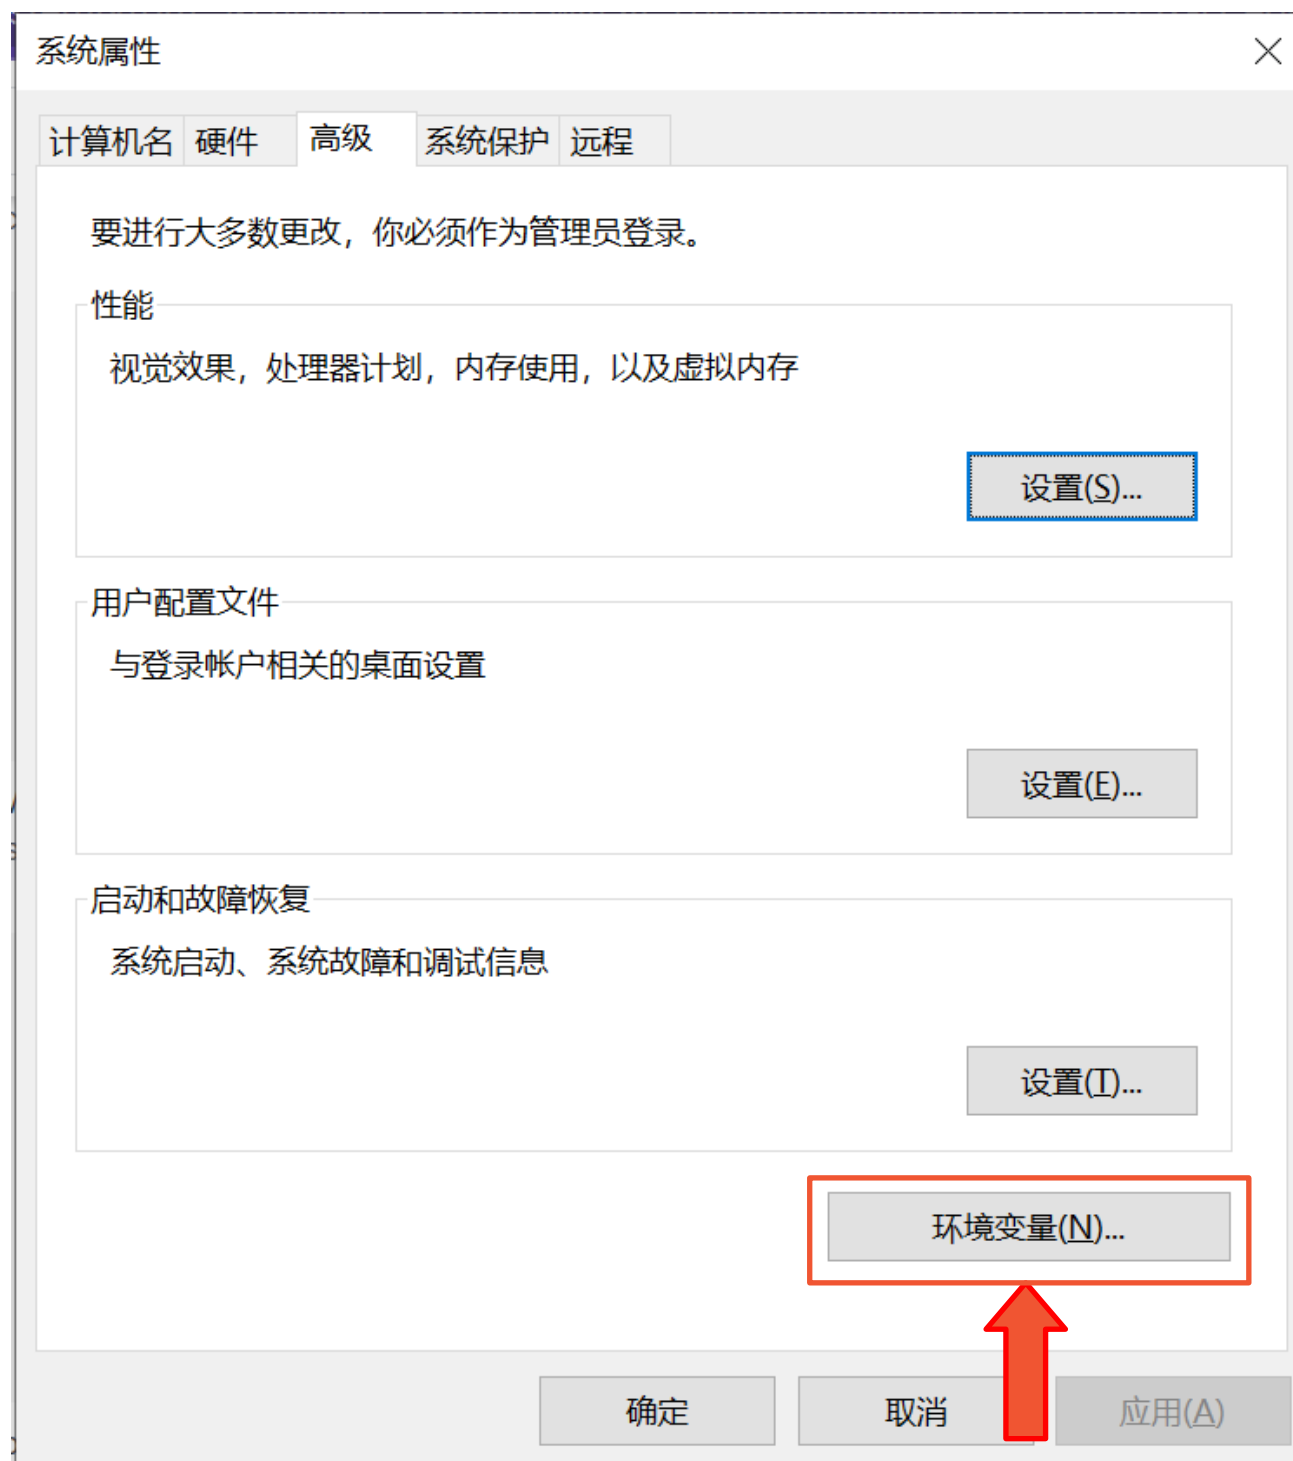 系统属性
计算机名 硬件 高级 系统保护 远程
要进行大多数更改，你必须作为管理员登录。
性能
视觉效果，处理器计划，内存使用，以及虚拟内存
设置(S)...
用户配置文件
与登录帐户相关的桌面设置
设置(E)...
启动和故障恢复
系统启动、系统故障和调试信息
设置(T)...
环境变量(N)...
确定 取消 应用(A)